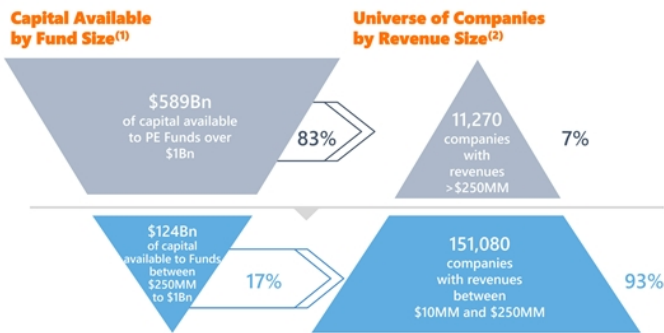 Capital Available
by Fund Size(1)
Universe of Companies
by Revenue Size(2)
$589Bn
of capital available
to PE Funds over
$1Bn
83%
11,270
companies
with
revenues
>$250MM
7%
$124Bn
of capital
available to Funds
between
$250MM
to $1Bn
17%
151,080
companies
with revenues
between
$10MM and $250MM
93%